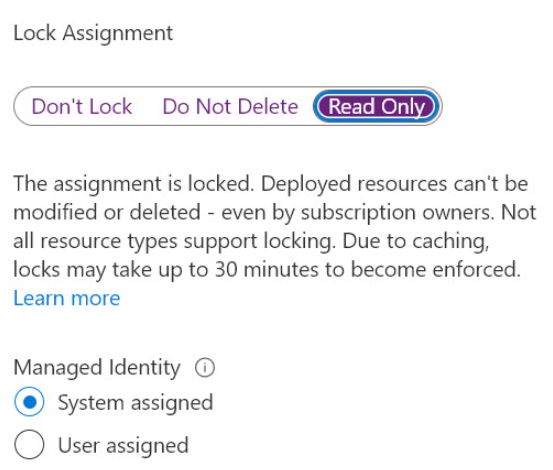 Lock Assignment
Don't Lock Do Not Delete Read Only
The assignment is locked. Deployed resources can't be
modified or deleted - even by subscription owners. Not
all resource types support locking. Due to caching,
locks may take up to 30 minutes to become enforced.
Learn more
Managed Identity
System assigned
User assigned